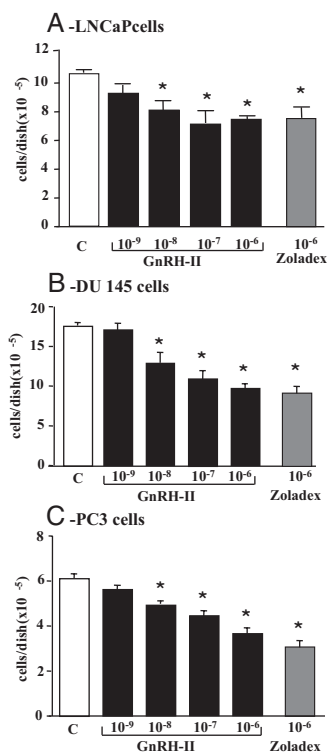 A -LNCaPcells
cells/dish(x10 -5)
12
10
8
6
4
2
0
*
*
*
*
C
10-9
10-8
10-7
10-6
10-6
GnRH-II
Zoladex
B -DU 145 cells
cells/dish(x10 -5)
20
15
10
5
0
*
*
*
*
C
10-9
10-8
10-7
10-6
10-6
GnRH-II
Zoladex
C -PC3 cells
cells/dish(x10 -5)
8
6
4
2
0
*
*
*
*
C
10-9
10-8
10-7
10-6
10-6
GnRH-II
Zoladex